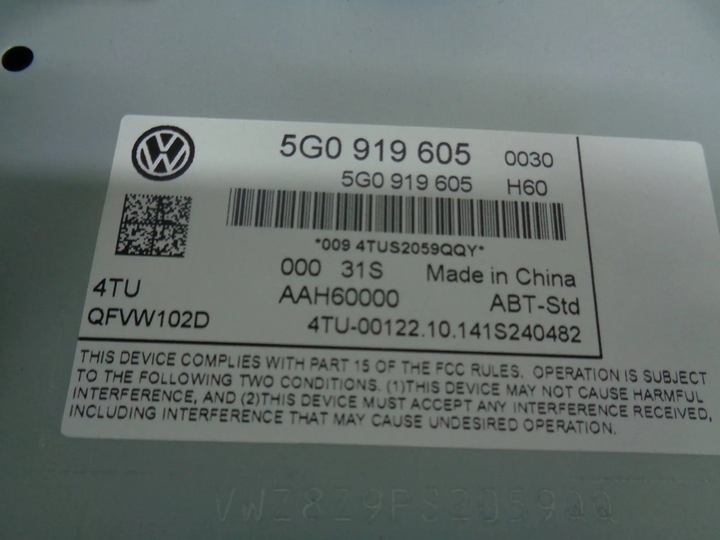 5G0 919 605 0030
5G0 919 605 H60
*009 4TUS2059QQY*
000 31S Made in China
4TU AAH60000 ABT-Std
QFVW102D 4TU-00122.10.141S240482
THIS DEVICE COMPLIES WITH PART 15 OF THE FCC RULES. OPERATION IS SUBJECT
TO THE FOLLOWING TWO CONDITIONS. (1)THIS DEVICE MAY NOT CAUSE HARMFUL
INTERFERENCE, AND (2)THIS DEVICE MUST ACCEPT ANY INTERFERENCE RECEIVED,
INCLUDING INTERFERENCE THAT MAY CAUSE UNDESIRED OPERATION.